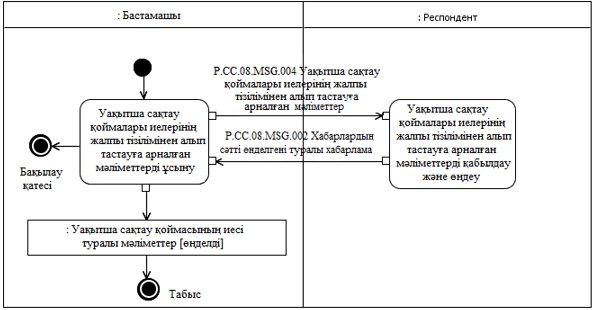 : Бастамашы
: Респондент
P.CC.08.MSG.004 Уақытша сақтау
қоймалары иелерінің жалпы
тізілімінен алып тастауға
арналған мәліметтер
Уақытша сақтау
қоймалары иелерінің
жалпы тізілімінен алып
тастауға арналған
мәліметтерді ұсыну
P.CC.08.MSG.002 Хабарлардың
сәтті өңделгені туралы хабарлама
Уақытша сақтау
қоймалары иелерінің
жалпы тізілімінен алып
тастауға арналған
мәліметтерді қабылдау
және өңдеу
Бақылау
қатесі
: Уақытша сақтау қоймасының иесі
туралы мәліметтер [өңделді]
Табыс